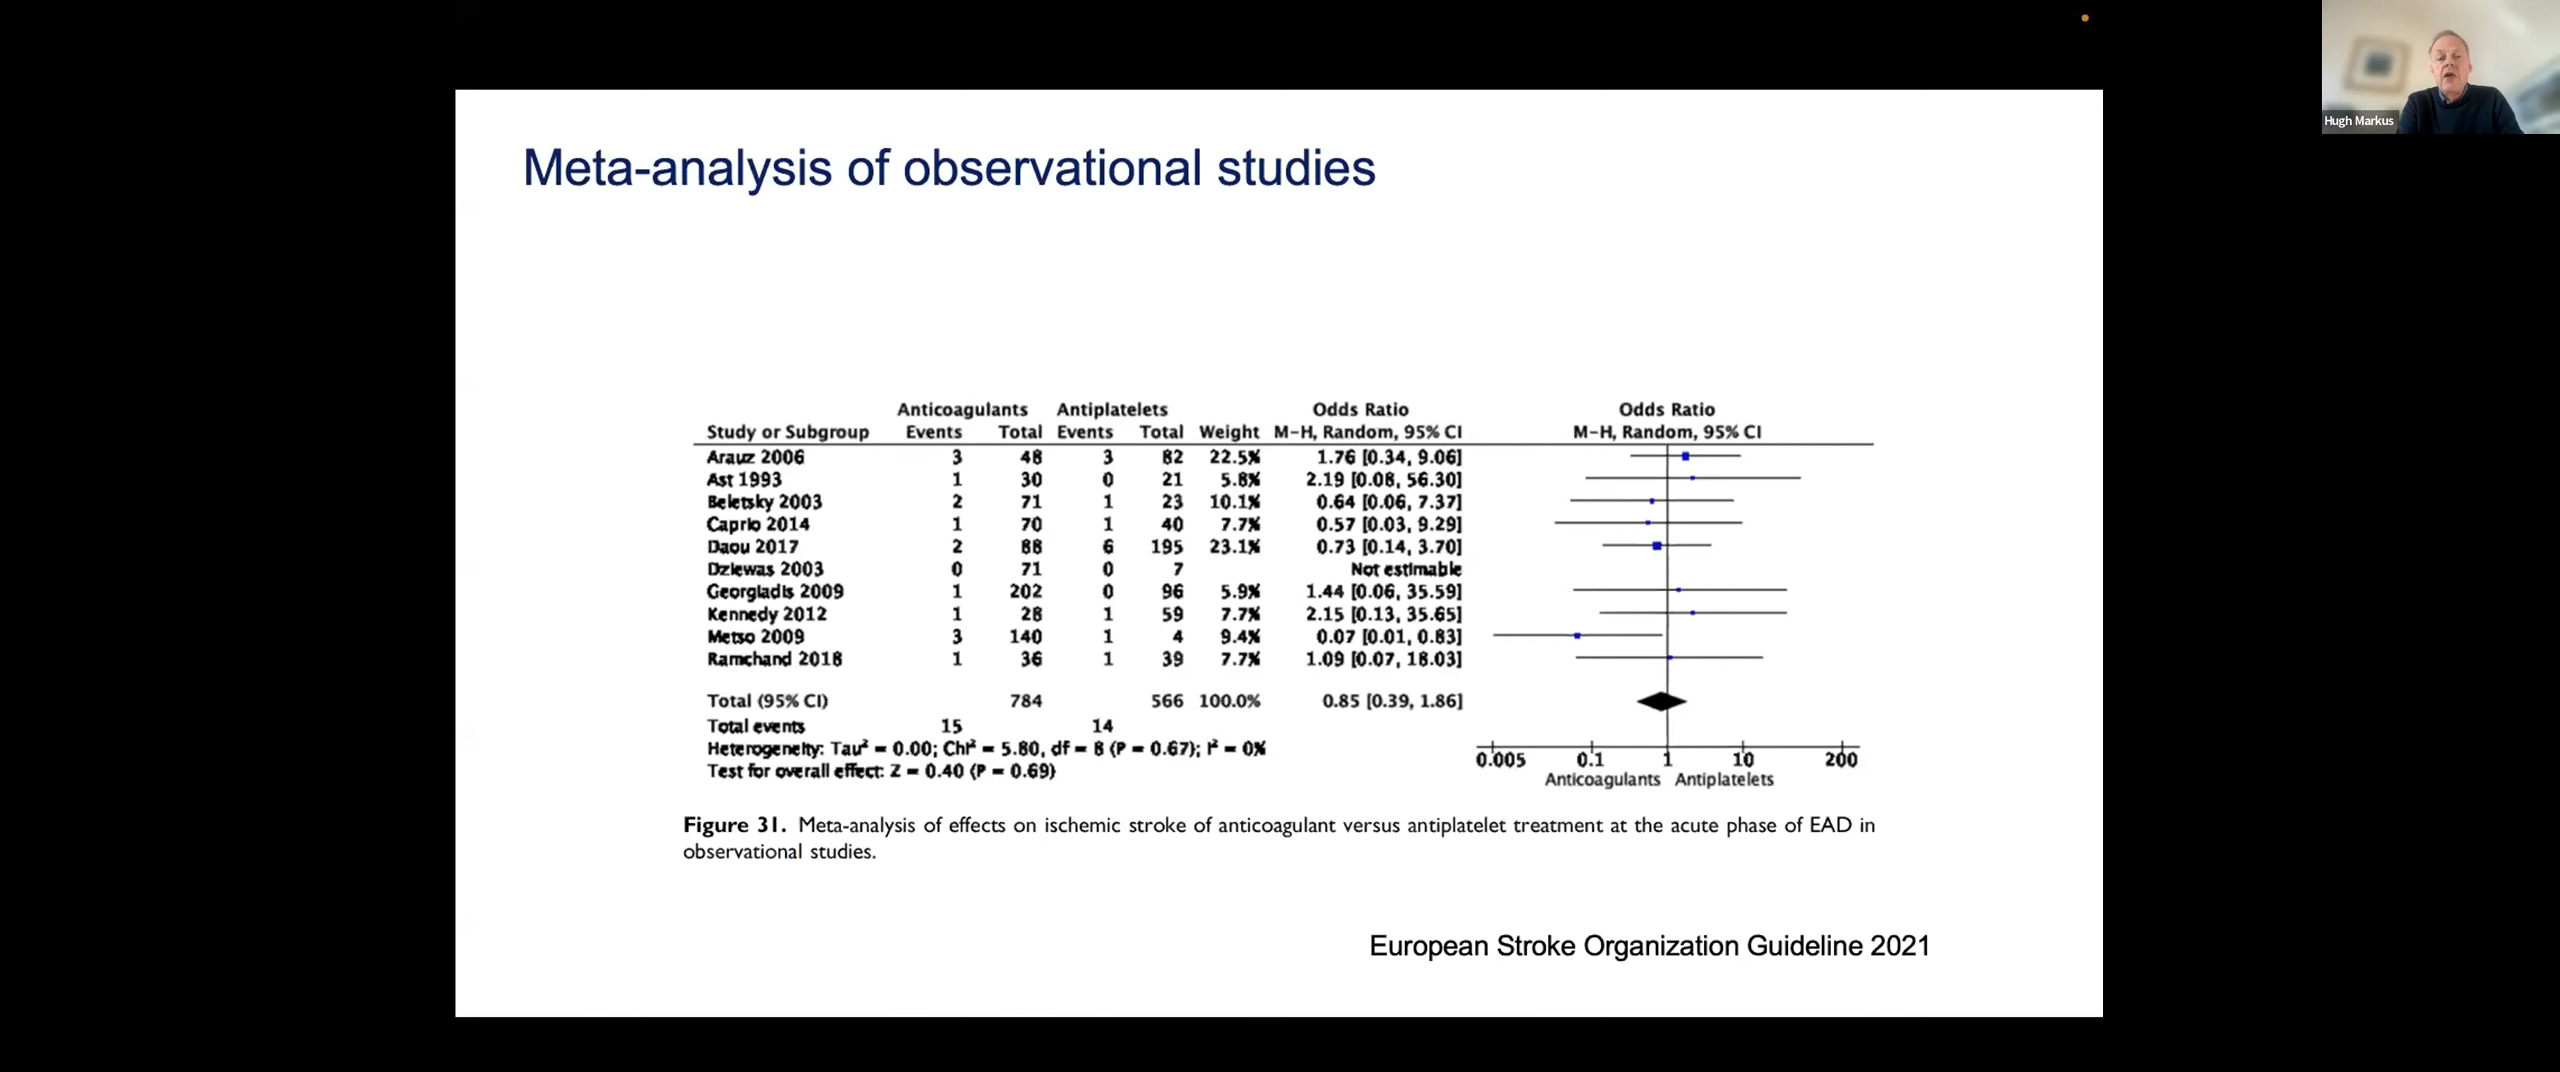 Hugh Markus
Meta-analysis of observational studies
Anticoagulants Antiplatelets Odds Ratio Odds Ratio
Study or Subgroup Events Total Events Total Weight M-H, Random, 95% CI M-H, Random, 95% CI
Arauz 2006 3 48 3 82 22.5% 1.76 [0.34, 9.06]
Ast 1993 1 30 0 21 5.8% 2.19 [0.08, 56.30]
Beletsky 2003 2 71 1 23 10.1% 0.64 [0.06, 7.37]
Caprio 2014 1 70 1 40 7.7% 0.57 [0.03, 9.29]
Daou 2017 2 88 6 195 23.1% 0.73 [0.14, 3.70]
Dziewas 2003 0 71 0 7 Not estimable
Georgiadis 2009 1 202 0 96 5.9% 1.44 [0.06, 35.59]
Kennedy 2012 1 28 1 59 7.7% 2.15 [0.13, 35.65]
Metso 2009 3 140 1 4 9.4% 0.07 [0.01, 0.83]
Ramchand 2018 1 36 1 39 7.7% 1.09 [0.07, 18.03]
Total (95% CI) 784 566 100.0% 0.85 [0.39, 1.86]
Total events 15 14
Heterogeneity: Tau² = 0.00; Chi² = 5.80, df = 8 (P = 0.67); I² = 0%
Test for overall effect: Z = 0.40 (P = 0.69)
0.005 0.1 1 10 200
Anticoagulants Antiplatelets
Figure 31. Meta-analysis of effects on ischemic stroke of anticoagulant versus antiplatelet treatment at the acute phase of EAD in
observational studies.
European Stroke Organization Guideline 2021